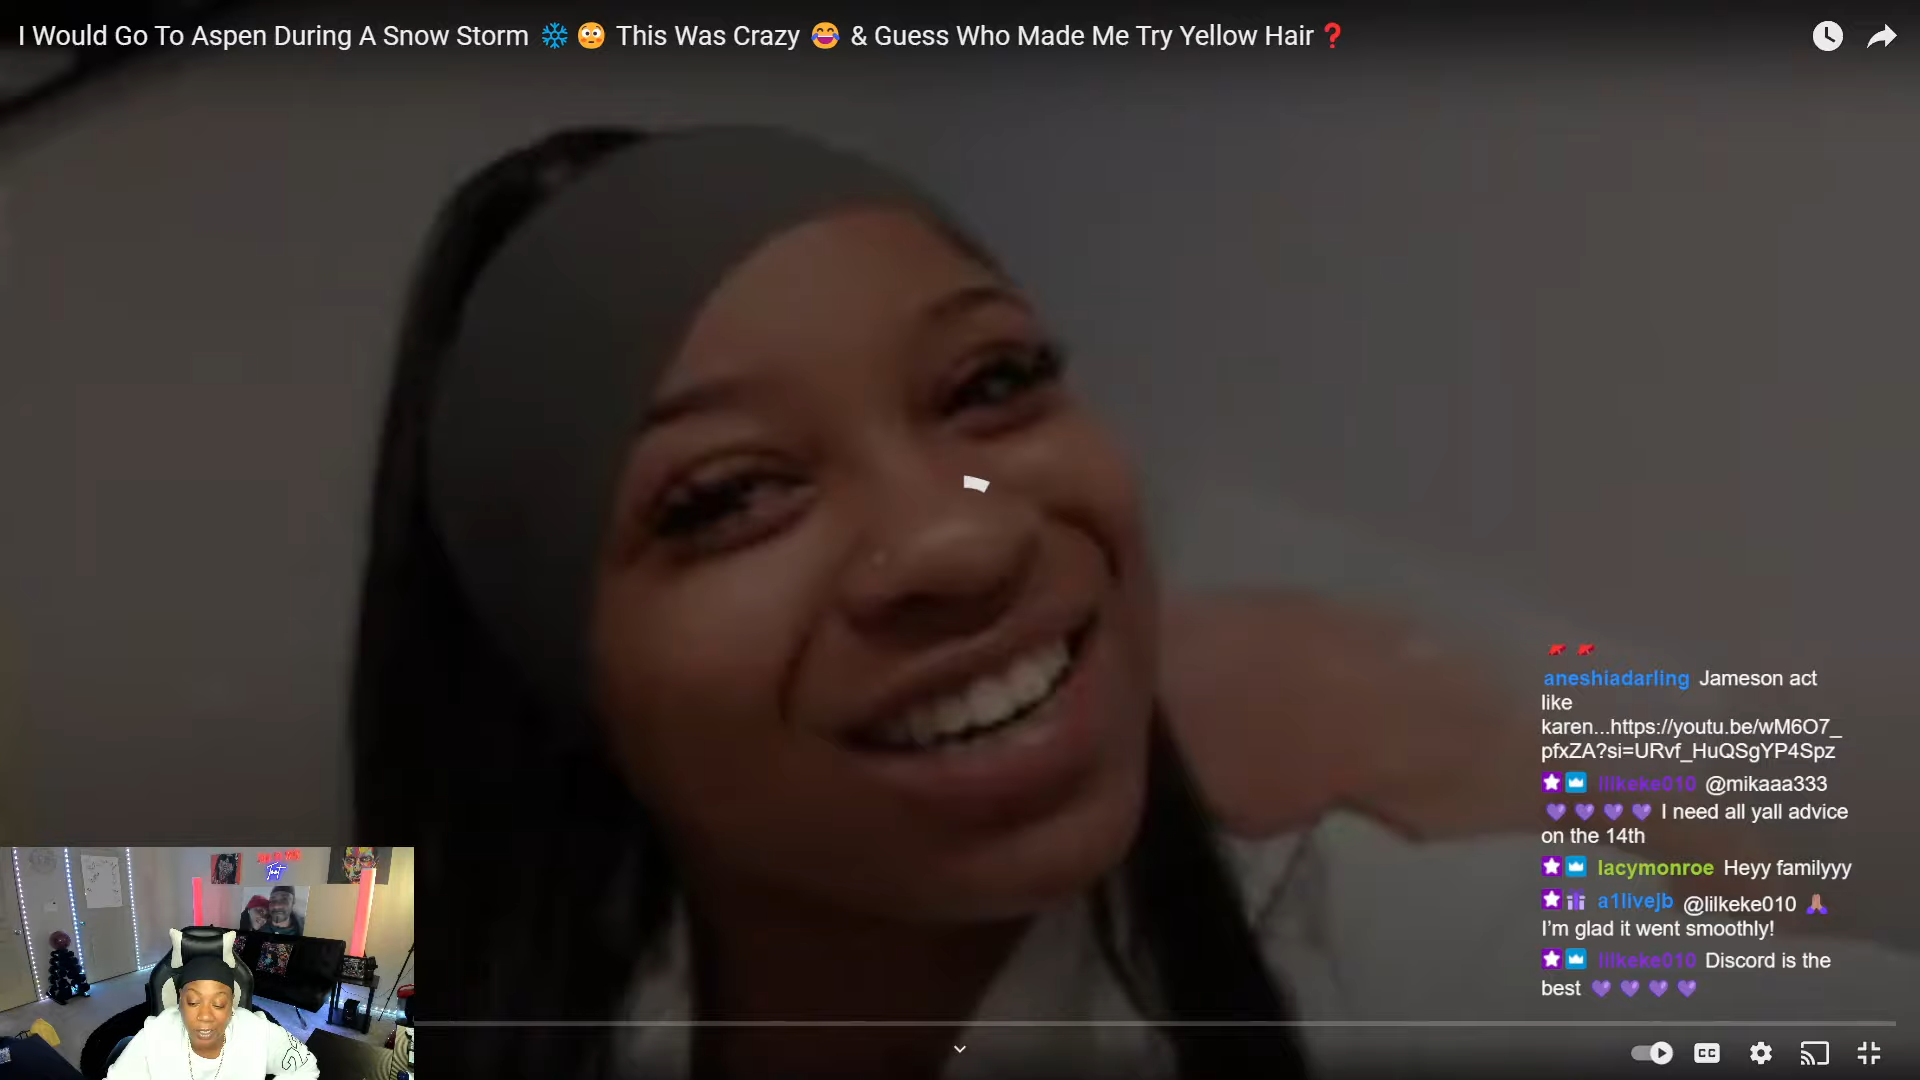 I Would Go To Aspen During A Snow Storm ❄️ 😳 This Was Crazy 😂 & Guess Who Made Me Try Yellow Hair ❓
aneshiadarling Jameson act
like
karen...https://youtu.be/wM6O7_
pfxZA?si=URvf_HuQSgYP4Spz
lilkeke010 @mikaaa333
💜 💜 💜 💜 I need all yall advice
on the 14th
lacymonroe Heyy familyyy
a1livejb @lilkeke010 🙏🏽
I'm glad it went smoothly!
lilkeke010 Discord is the
best 💜 💜 💜 💜
CC